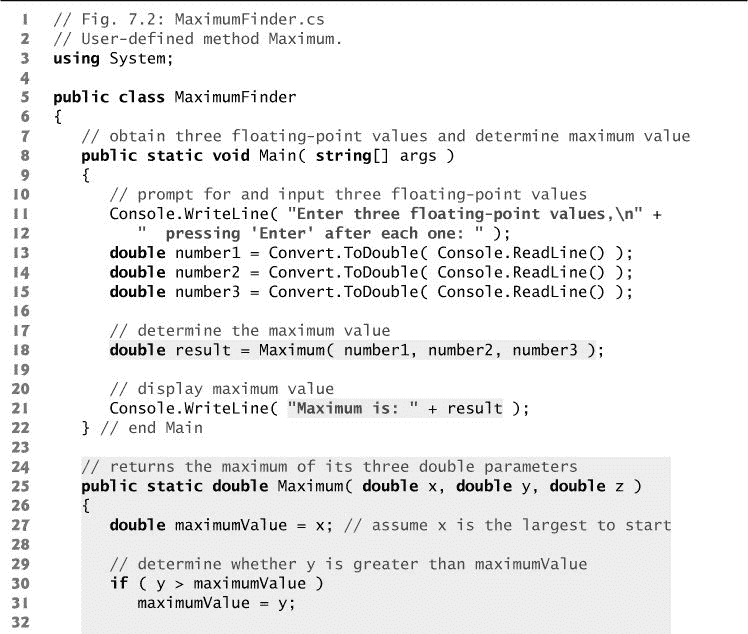 1 // Fig. 7.2: MaximumFinder.cs
2 // User-defined method Maximum.
3 using System;
4
5 public class MaximumFinder
6 {
7    // obtain three floating-point values and determine maximum value
8    public static void Main( string[] args )
9    {
10       // prompt for and input three floating-point values
11       Console.WriteLine( "Enter three floating-point values,\n" +
12          "  pressing 'Enter' after each one: " );
13       double number1 = Convert.ToDouble( Console.ReadLine() );
14       double number2 = Convert.ToDouble( Console.ReadLine() );
15       double number3 = Convert.ToDouble( Console.ReadLine() );
16
17       // determine the maximum value
18       double result = Maximum( number1, number2, number3 );
19
20       // display maximum value
21       Console.WriteLine( "Maximum is: " + result );
22    } // end Main
23
24    // returns the maximum of its three double parameters
25    public static double Maximum( double x, double y, double z )
26    {
27       double maximumValue = x; // assume x is the largest to start
28
29       // determine whether y is greater than maximumValue
30       if ( y > maximumValue )
31          maximumValue = y;
32